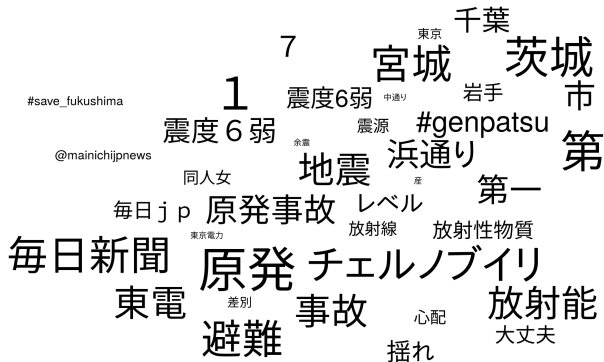 千葉
東京
7
宮城
茨城
1
震度6弱
中通り
岩手
市
#save_fukushima
震度６弱
震源
#genpatsu
第
余震
@mainichijpnews
地震
浜通り
同人女
産
第一
毎日ｊｐ
原発事故
レベル
東京電力
放射線
放射性物質
毎日新聞
原発
チェルノブイリ
東電
差別
事故
心配
放射能
避難
大丈夫
揺れ